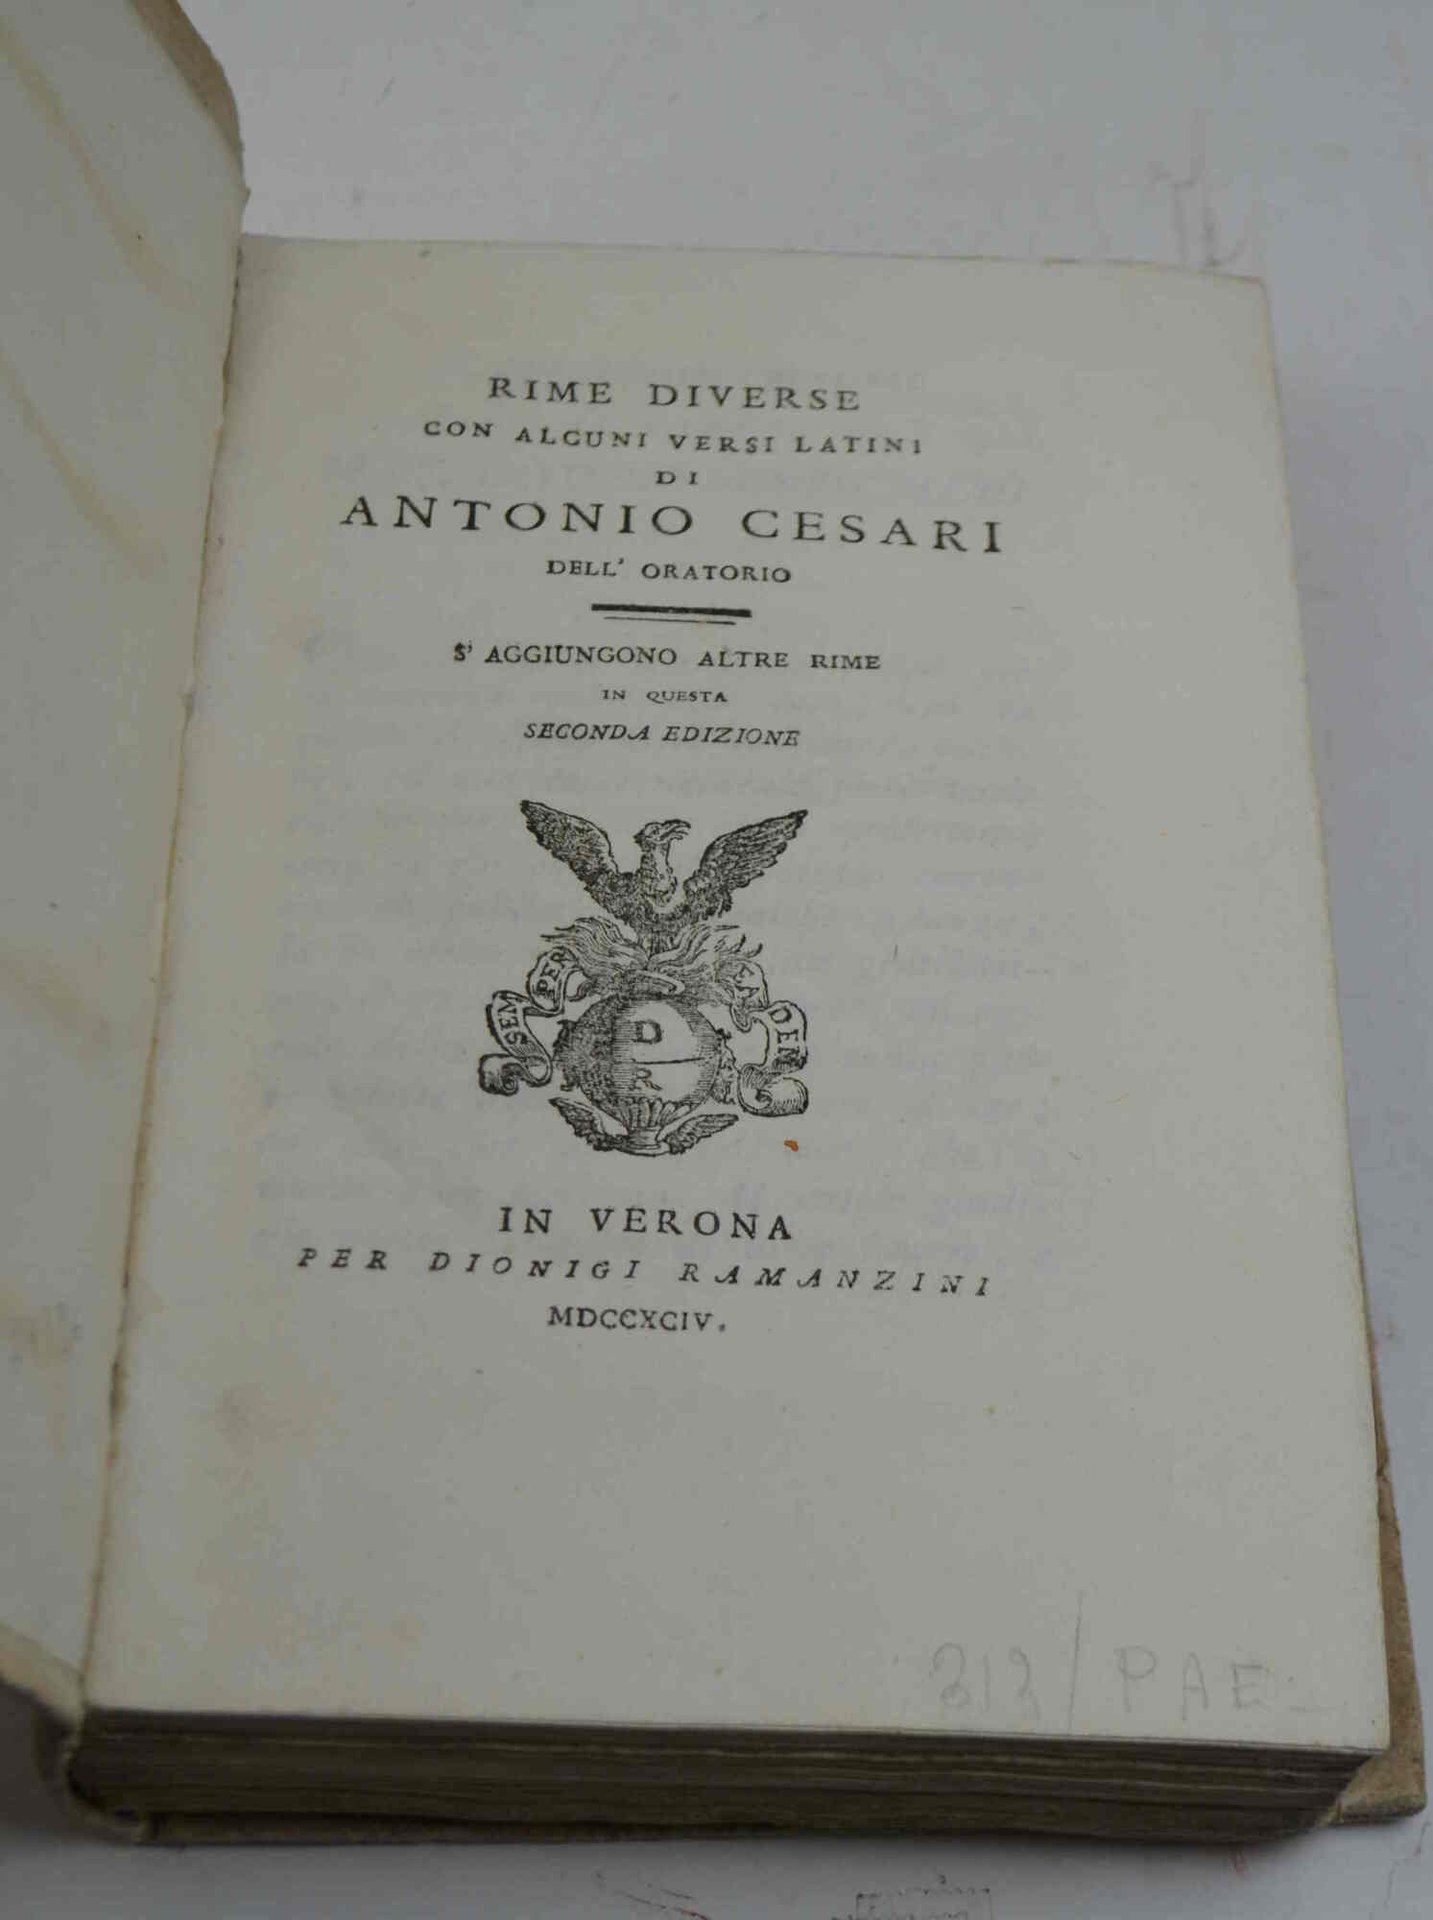 RIME DIVERSE
CON ALCUNI VERSI LATINI
DI
ANTONIO CESARI
DELL' ORATORIO
S' AGGIUNGONO ALTRE RIME
IN QUESTA
SECONDA EDIZIONE
SEMPER EADEM
D
R
IN VERONA
PER DIONIGI RAMANZINI
MDCCXCIV.
212/PAE